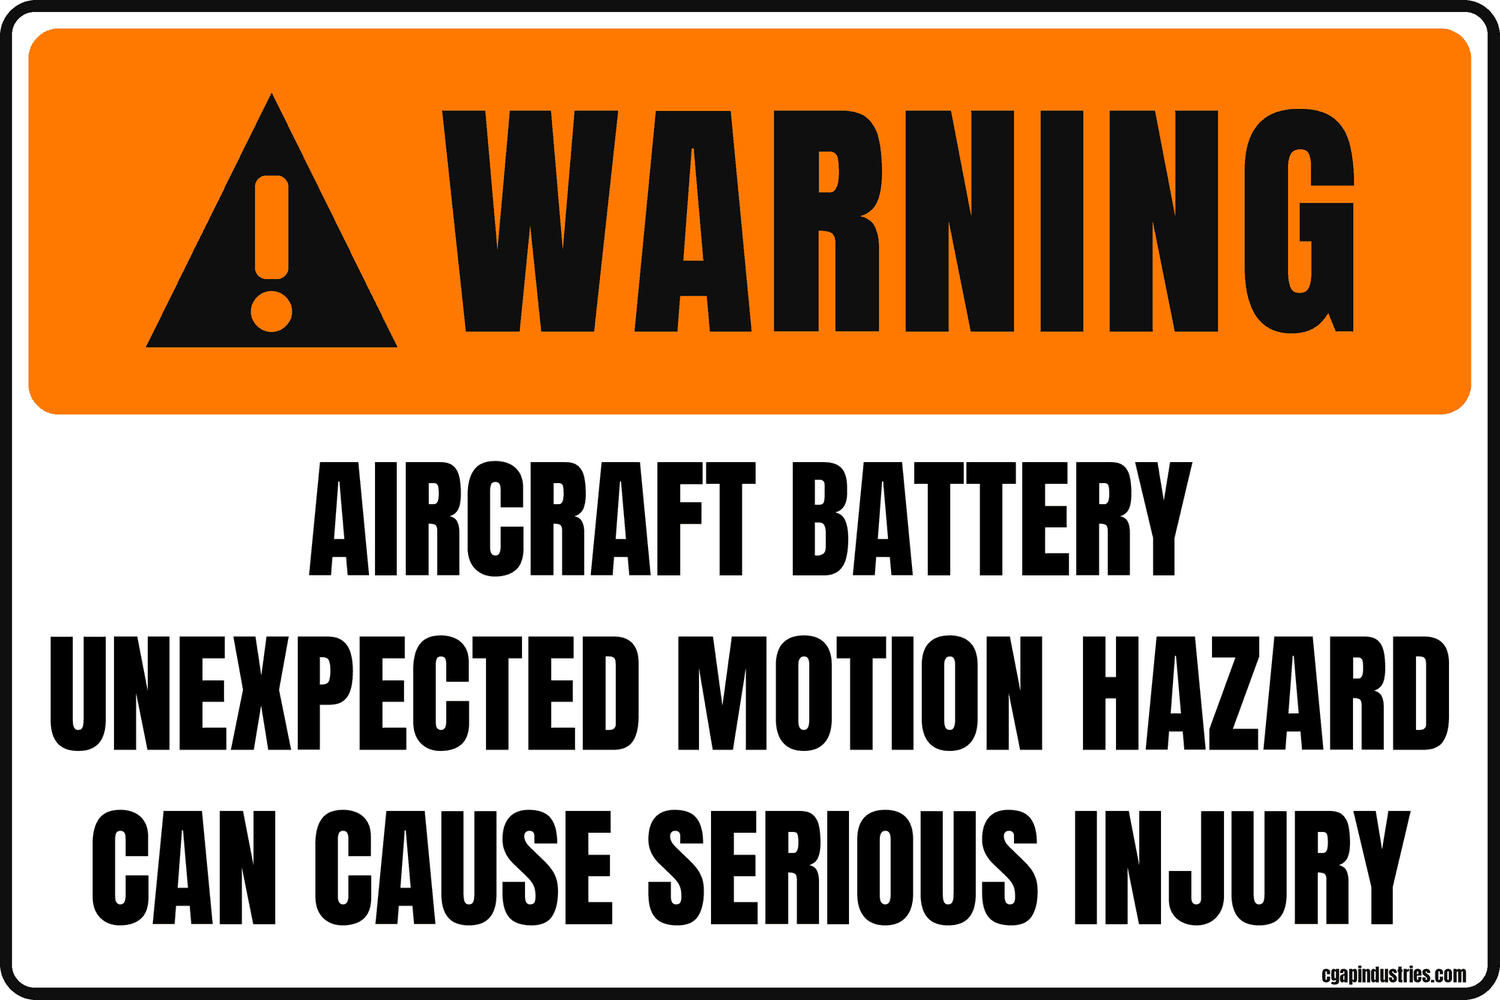 WARNING
AIRCRAFT BATTERY
UNEXPECTED MOTION HAZARD
CAN CAUSE SERIOUS INJURY
cgapindustries.com